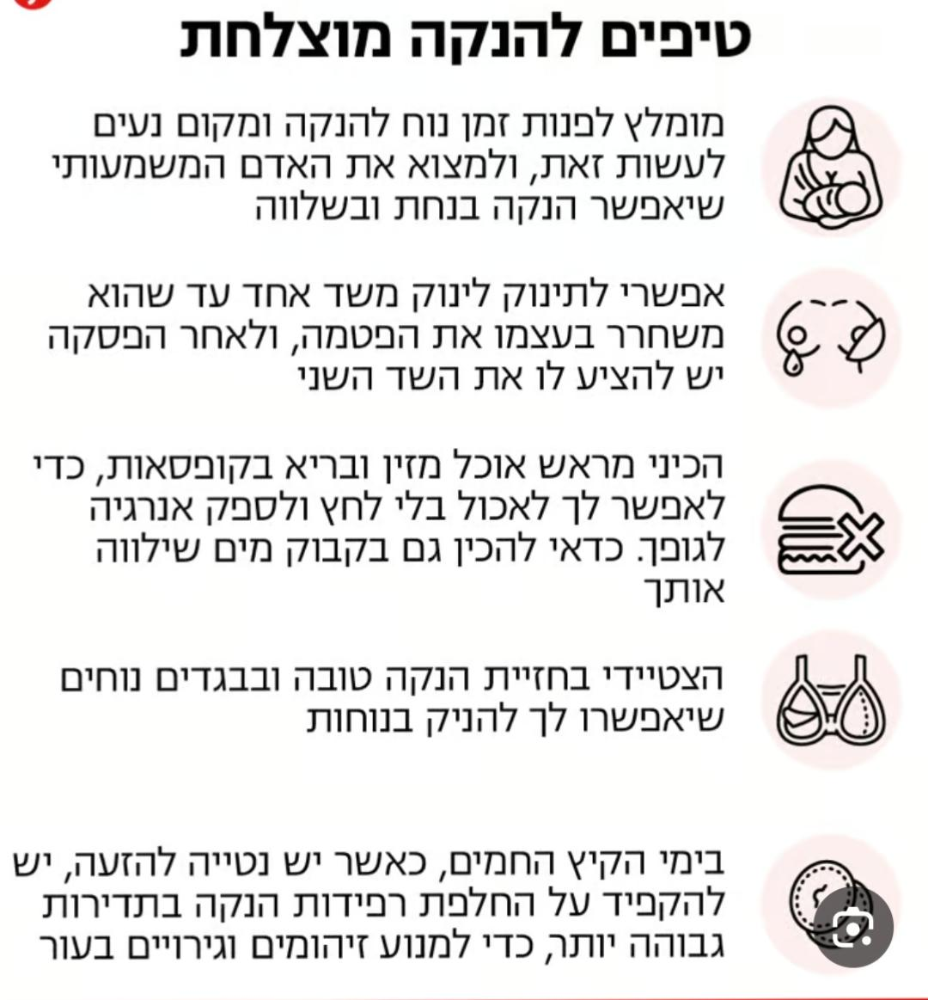 טיפים להנקה מוצלחת
מומלץ לפנות זמן נוח להנקה ומקום נעים
לעשות זאת, ולמצוא את האדם המשמעותי
שיאפשר הנקה בנחת ובשלווה
אפשרי לתינוק לינוק משד אחד עד שהוא
משחרר בעצמו את הפטמה, ולאחר הפסקה
יש להציע לו את השד השני
הכיני מראש אוכל מזין ובריא בקופסאות, כדי
לאפשר לך לאכול בלי לחץ ולספק אנרגיה
לגופך. כדאי להכין גם בקבוק מים שילווה
אותך
הצטיידי בחזיית הנקה טובה ובבגדים נוחים
שיאפשרו לך להניק בנוחות
בימי הקיץ החמים, כאשר יש נטייה להזעה, יש
להקפיד על החלפת רפידות הנקה בתדירות
גבוהה יותר, כדי למנוע זיהומים וגירויים בעור